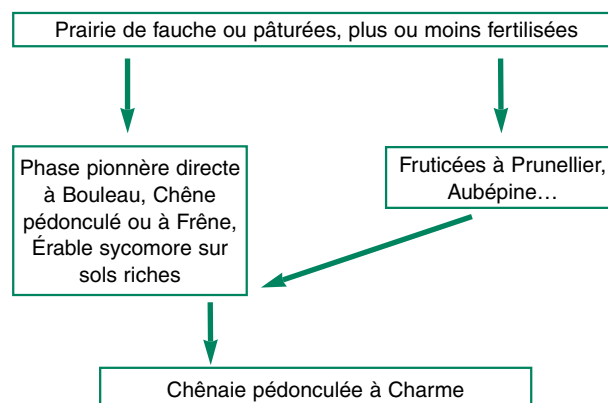 Prairie de fauche ou pâturées, plus ou moins fertilisées
Phase pionnère directe
à Bouleau, Chêne
pédonculé ou à Frêne,
Érable sycomore sur
sols riches
Fruticées à Prunellier,
Aubépine…
Chênaie pédonculée à Charme